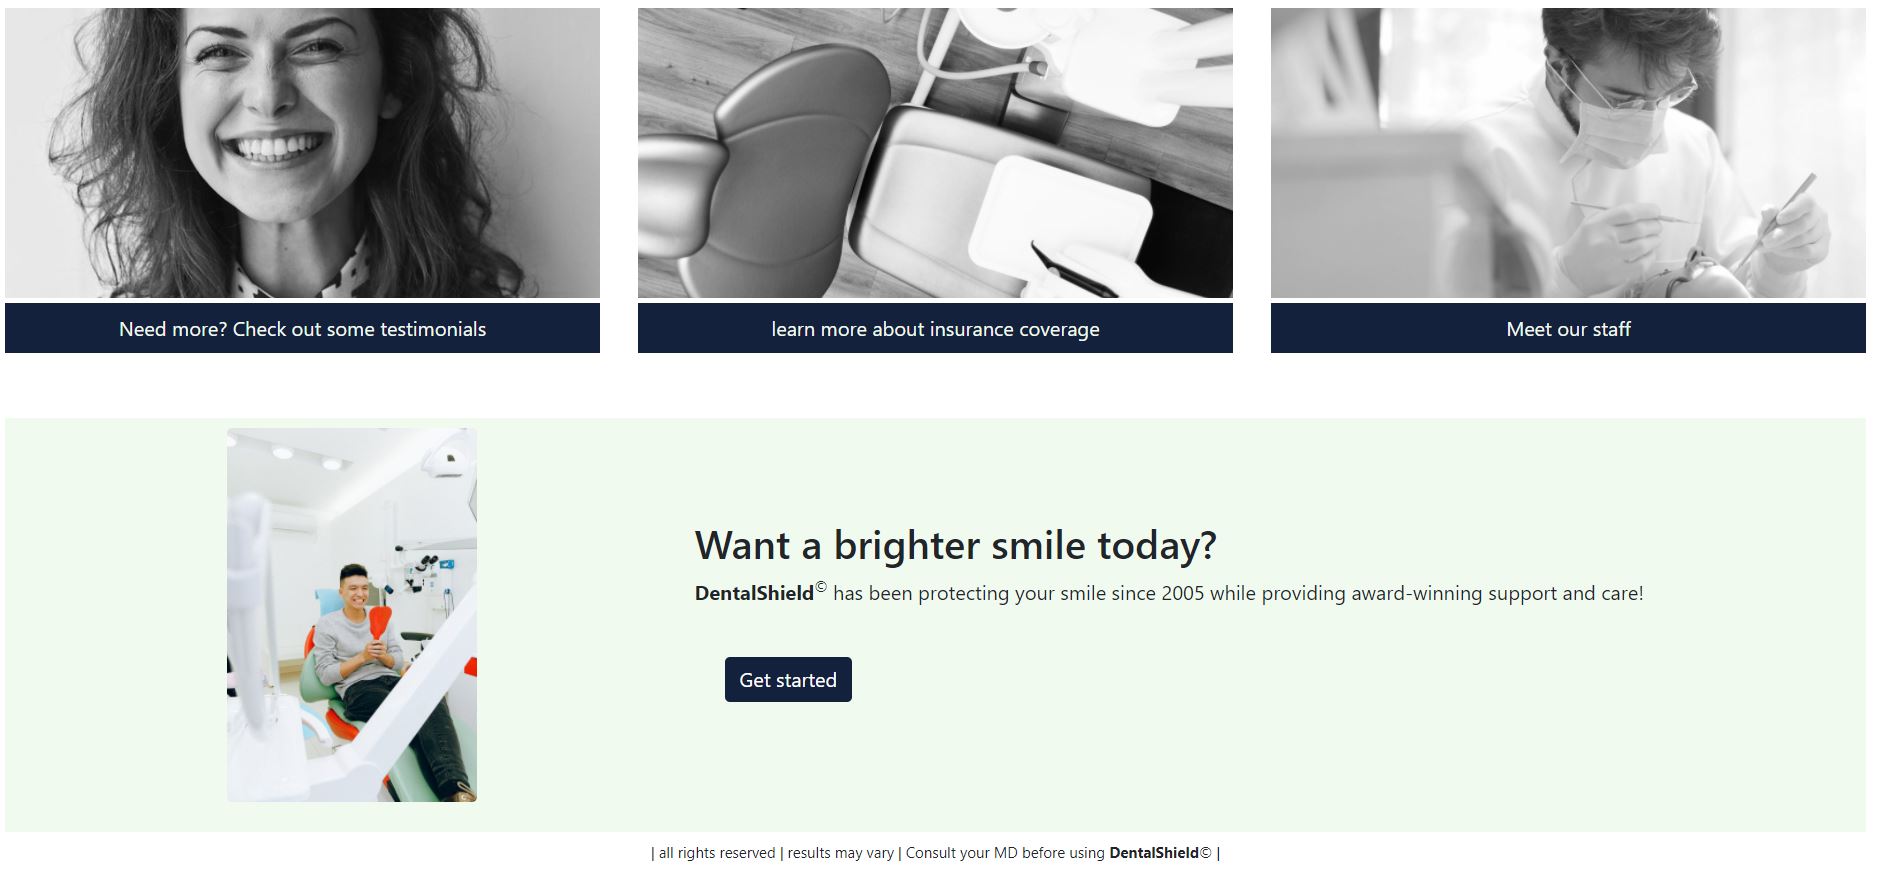 Need more? Check out some testimonials
learn more about insurance coverage
Meet our staff
Want a brighter smile today?
DentalShield© has been protecting your smile since 2005 while providing award-winning support and care!
Get started
| all rights reserved | results may vary | Consult your MD before using DentalShield© |